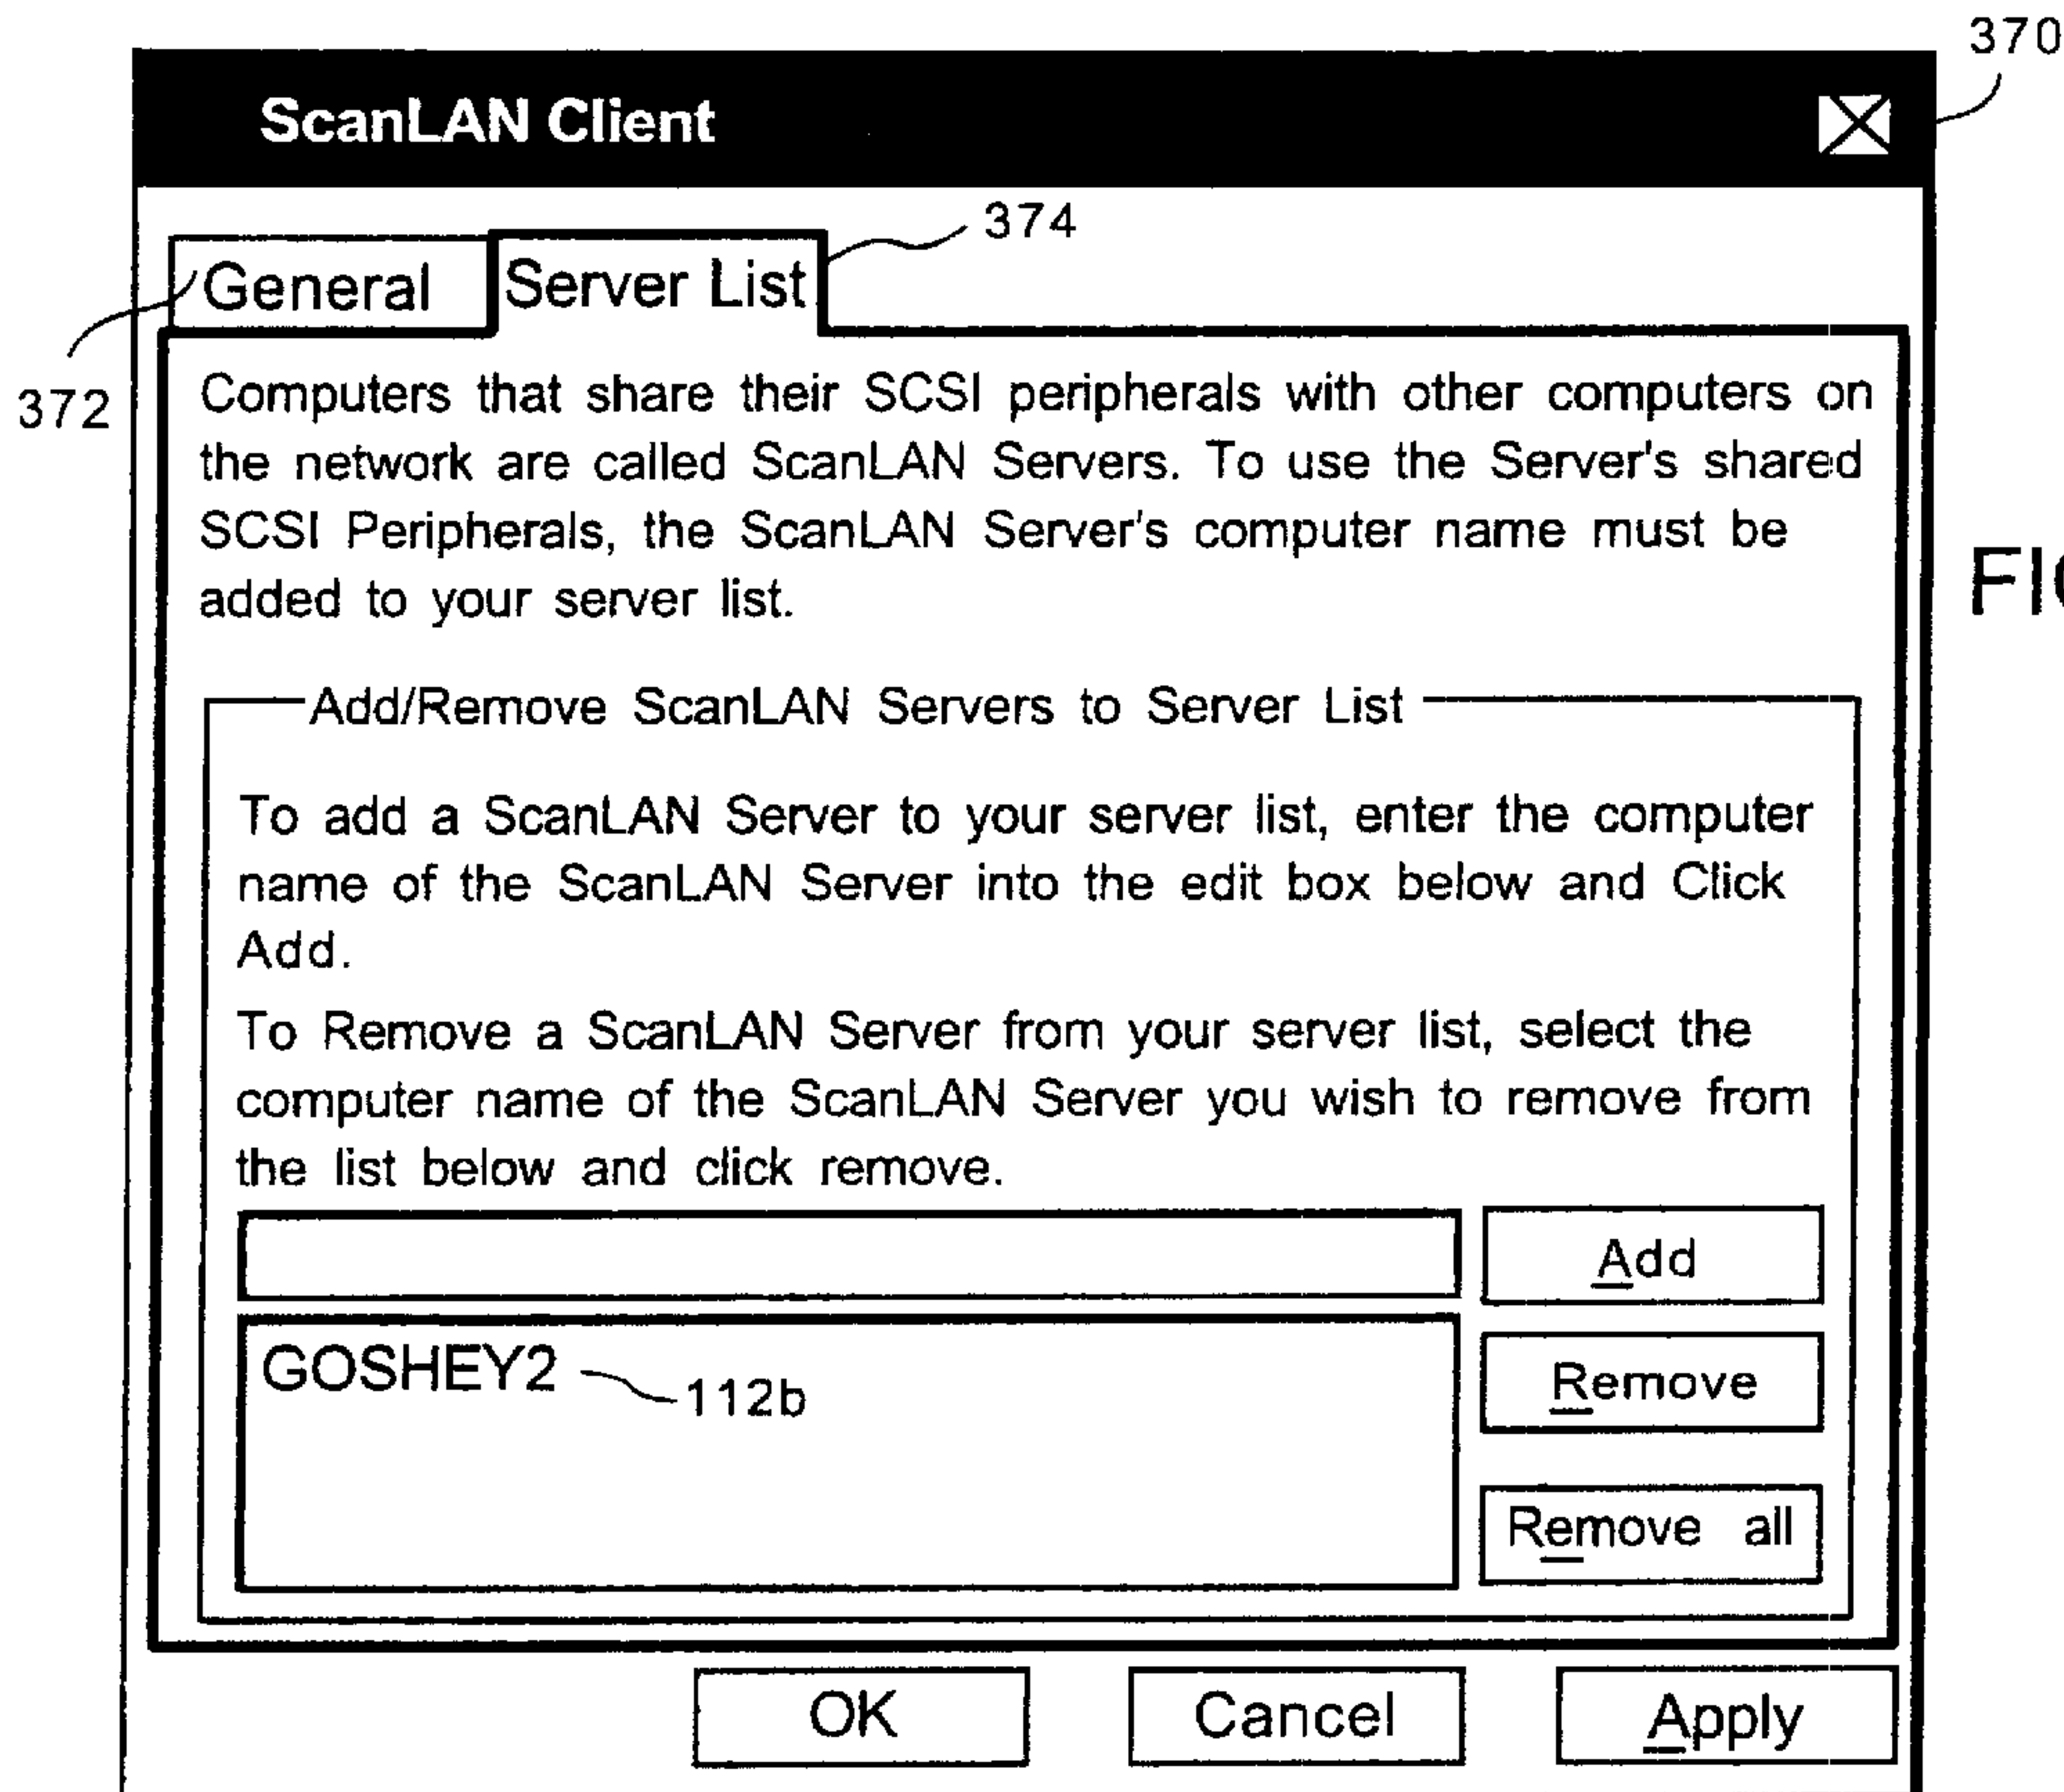 370
ScanLAN Client
374
General
Server List
372
Computers that share their SCSI peripherals with other computers on
the network are called ScanLAN Servers. To use the Server's shared
SCSI Peripherals, the ScanLAN Server's computer name must be
added to your server list.
FI
Add/Remove ScanLAN Servers to Server List
To add a ScanLAN Server to your server list, enter the computer
name of the ScanLAN Server into the edit box below and Click
Add.
To Remove a ScanLAN Server from your server list, select the
computer name of the ScanLAN Server you wish to remove from
the list below and click remove.
Add
GOSHEY2
112b
Remove
Remove all
OK
Cancel
Apply